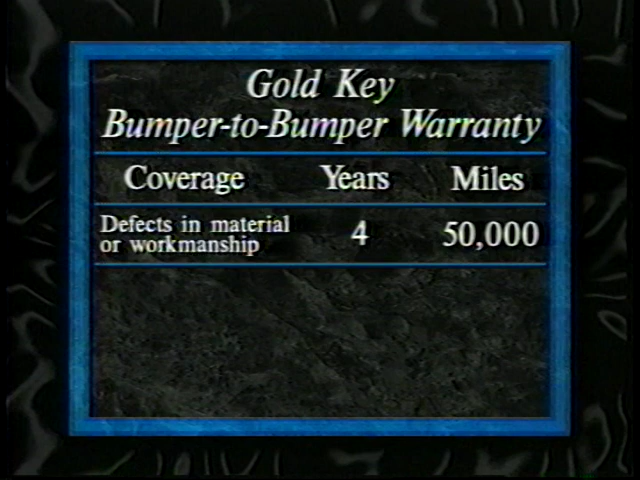 Gold Key
Bumper-to-Bumper Warranty
Coverage Years Miles
Defects in material
or workmanship 4 50,000